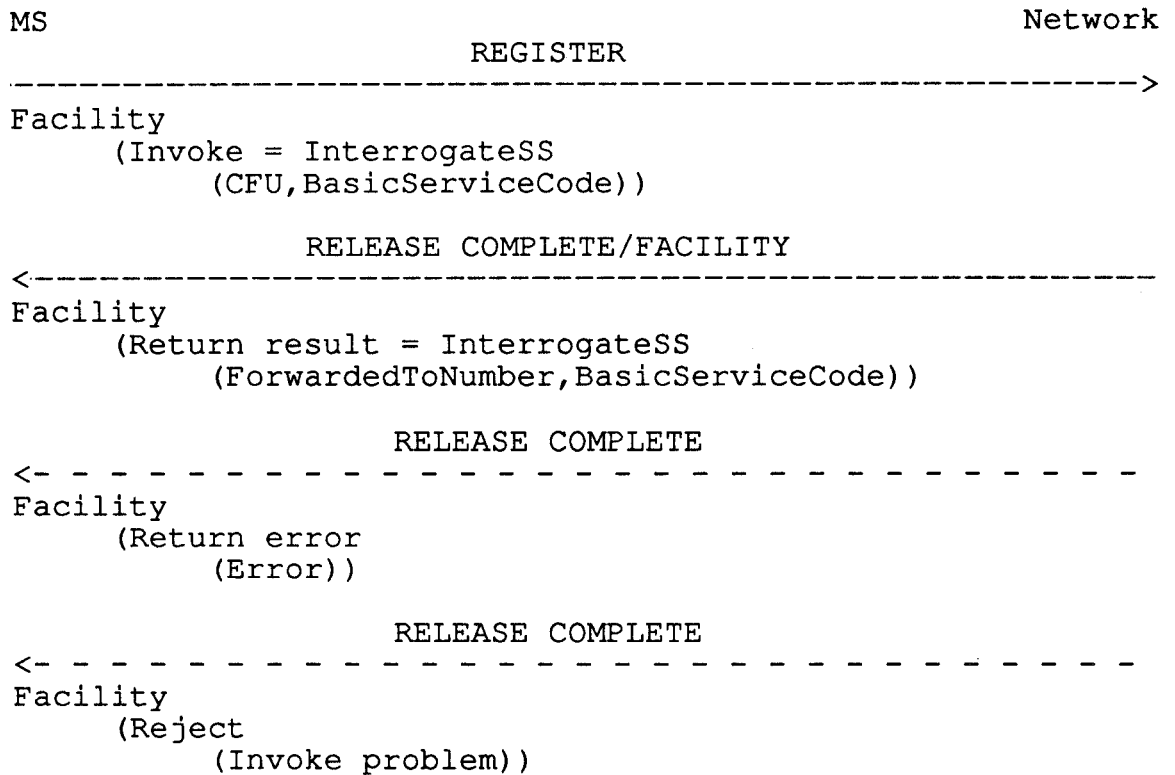 MS Network
REGISTER
------------------------------------------------------------>
Facility
(Invoke = InterrogateSS
(CFU,BasicServiceCode))
RELEASE COMPLETE/FACILITY
<------------------------------------------------------------
Facility
(Return result = InterrogateSS
(ForwardedToNumber,BasicServiceCode))
RELEASE COMPLETE
<- - - - - - - - - - - - - - - - - - - - - - - - - - - - - -
Facility
(Return error
(Error))
RELEASE COMPLETE
<- - - - - - - - - - - - - - - - - - - - - - - - - - - - - -
Facility
(Reject
(Invoke problem))